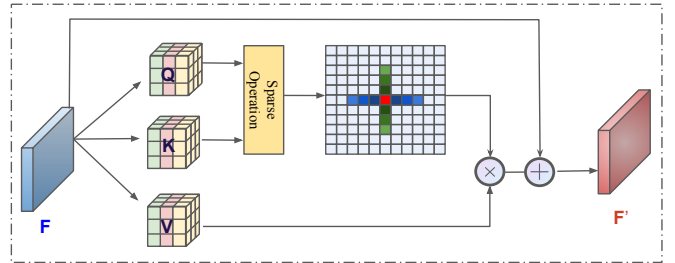 Q
K
V
Sparse
Operation
×
+
F
F'